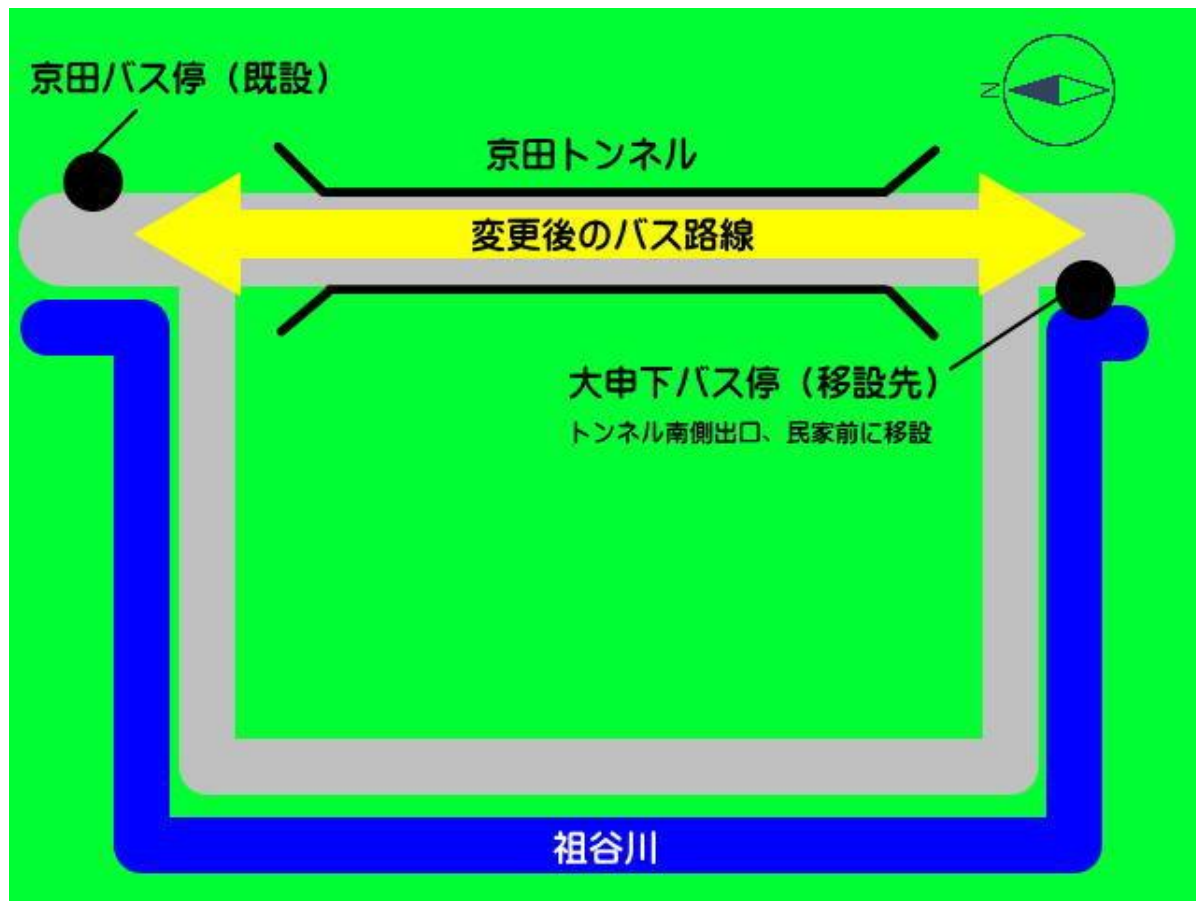 京田バス停（既設）
N
京田トンネル
変更後のバス路線
大申下バス停（移設先）
トンネル南側出口、民家前に移設
祖谷川